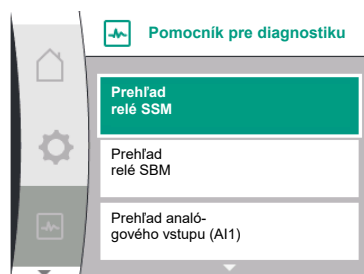 Pomocník pre diagnostiku
Prehľad
relé SSM
Prehľad
relé SBM
Prehľad analó-
gového vstupu (AI1)